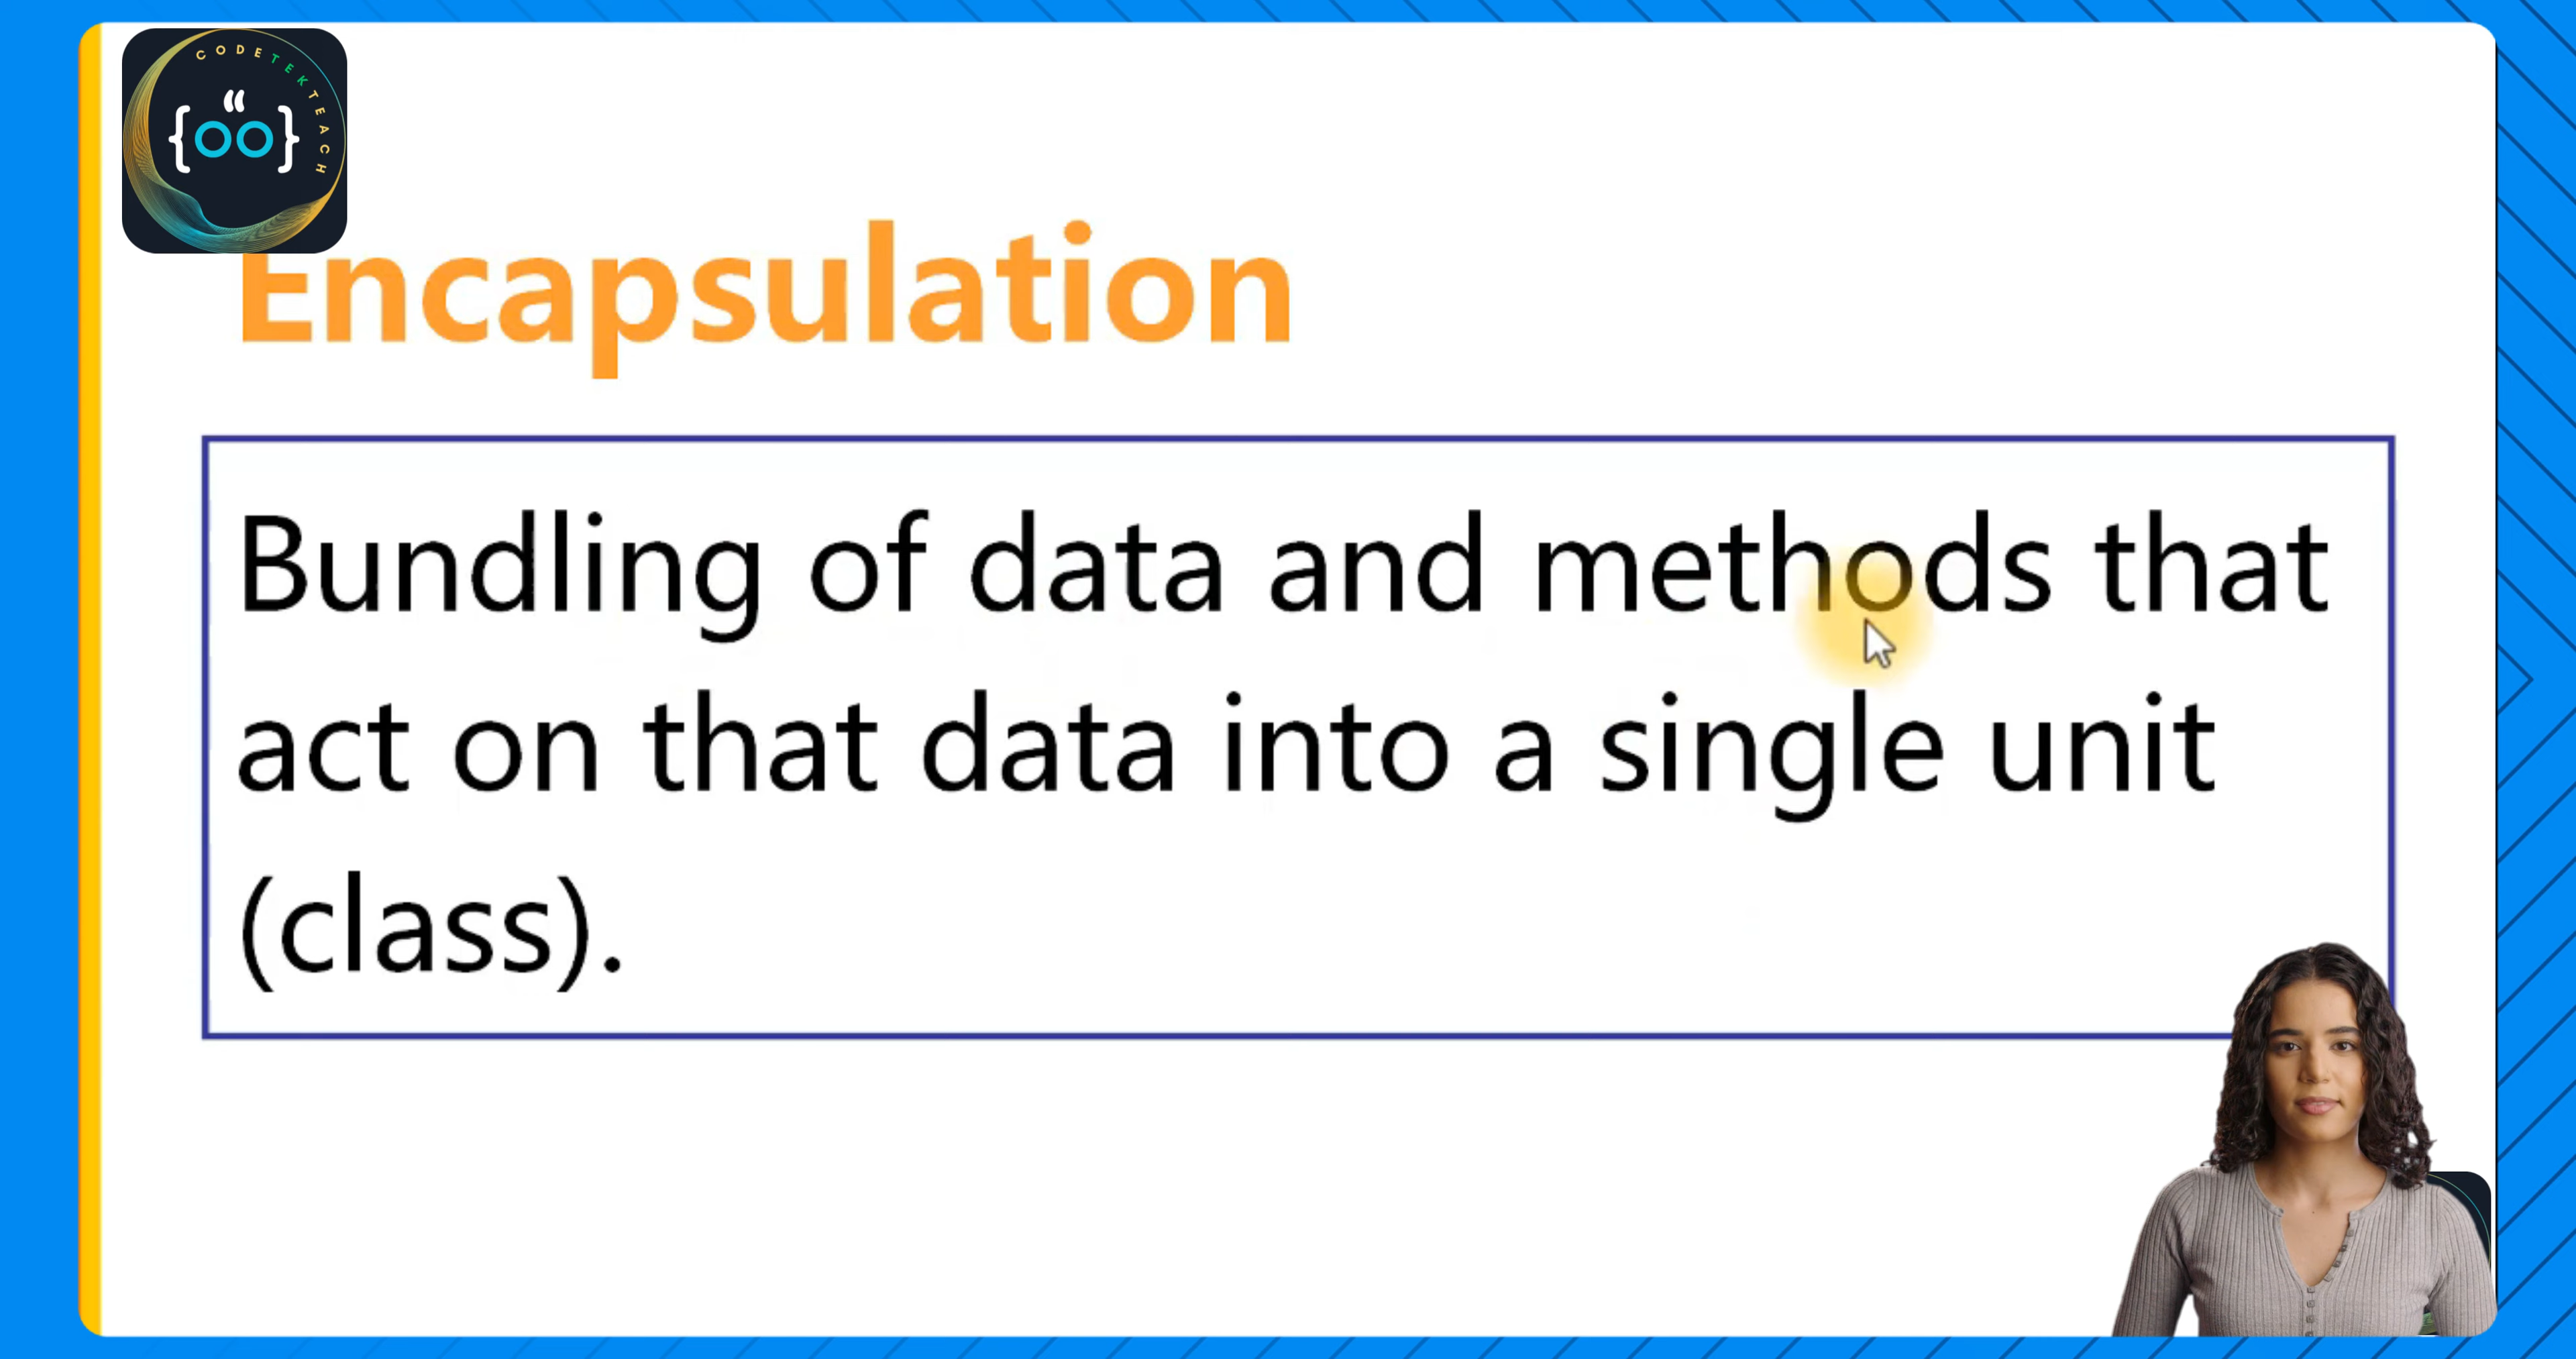 CODETEKTEACH
{oo}
Encapsulation
Bundling of data and methods that
act on that data into a single unit
(class).